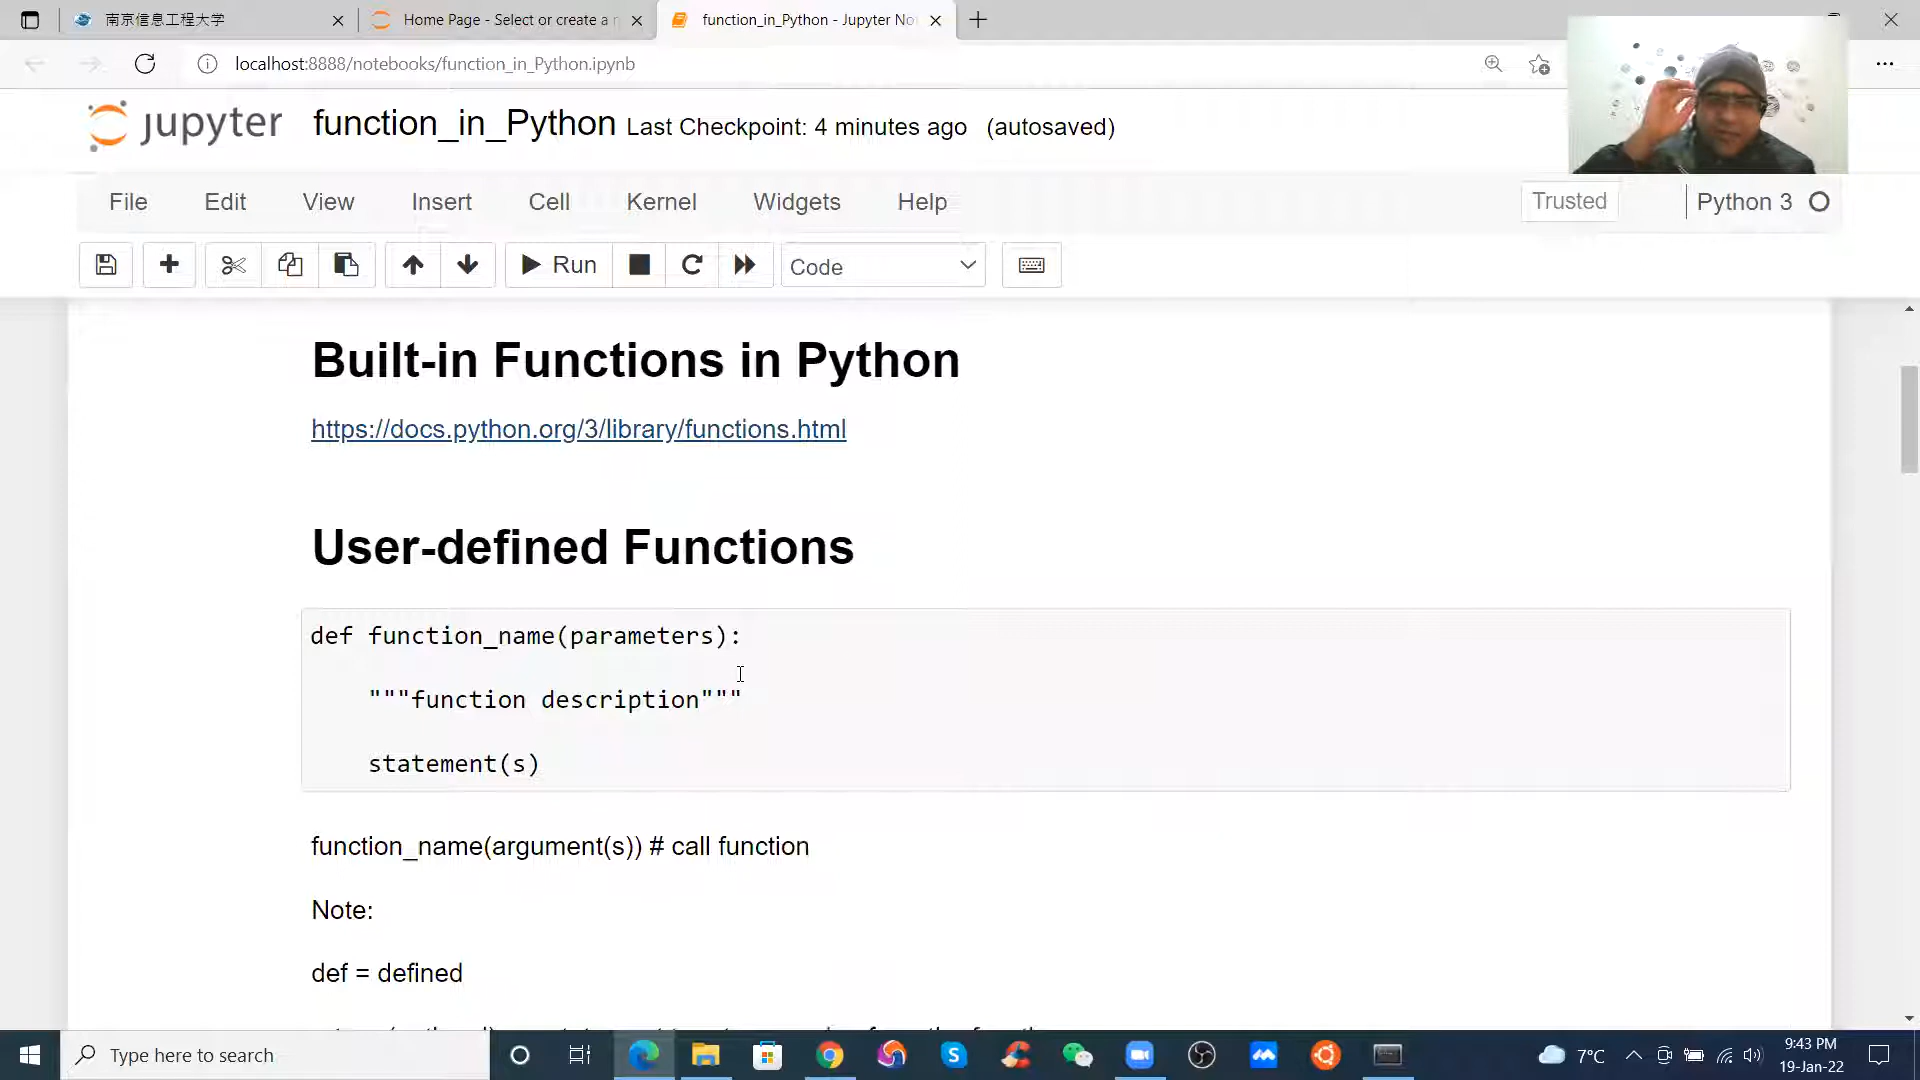 南京信息工程大学
Home Page - Select or create a
function_in_Python - Jupyter No
localhost:8888/notebooks/function_in_Python.ipynb
jupyter function_in_Python Last Checkpoint: 4 minutes ago (autosaved)
File Edit View Insert Cell Kernel Widgets Help Trusted Python 3
Run Code
Built-in Functions in Python
https://docs.python.org/3/library/functions.html
User-defined Functions
def function_name(parameters):
"""function description"""
statement(s)
function_name(argument(s)) # call function
Note:
def = defined
Type here to search
7°C
9:43 PM
19-Jan-22